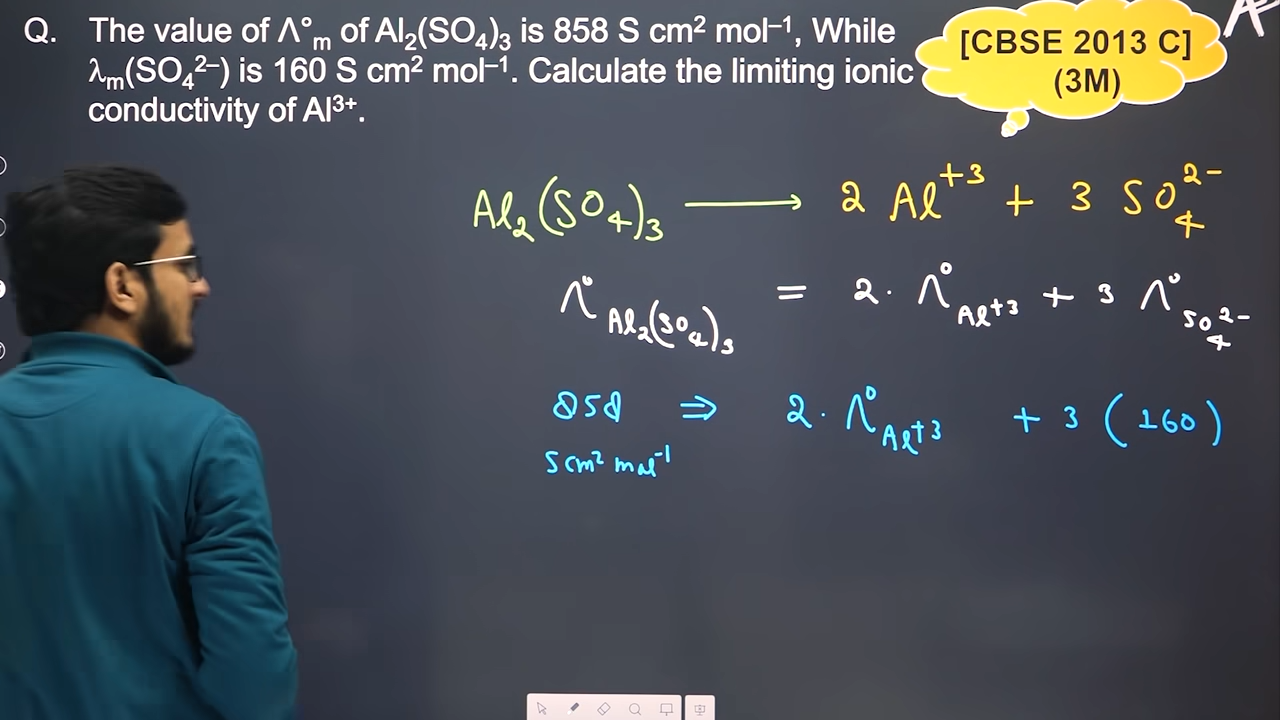 Q. The value of Λ°m of Al₂(SO₄)₃ is 858 S cm² mol–¹, While
λm(SO₄²–) is 160 S cm² mol–¹. Calculate the limiting ionic
conductivity of Al³⁺.
[CBSE 2013 C]
(3M)
Al₂(SO₄)₃ ⟶ 2 Al⁺³ + 3 SO₄²⁻
Λ° Al₂(SO₄)₃ = 2. Λ° Al⁺³ + 3 Λ° SO₄²⁻
858 ⇒ 2. Λ° Al⁺³ + 3 (160)
S cm² mol⁻¹